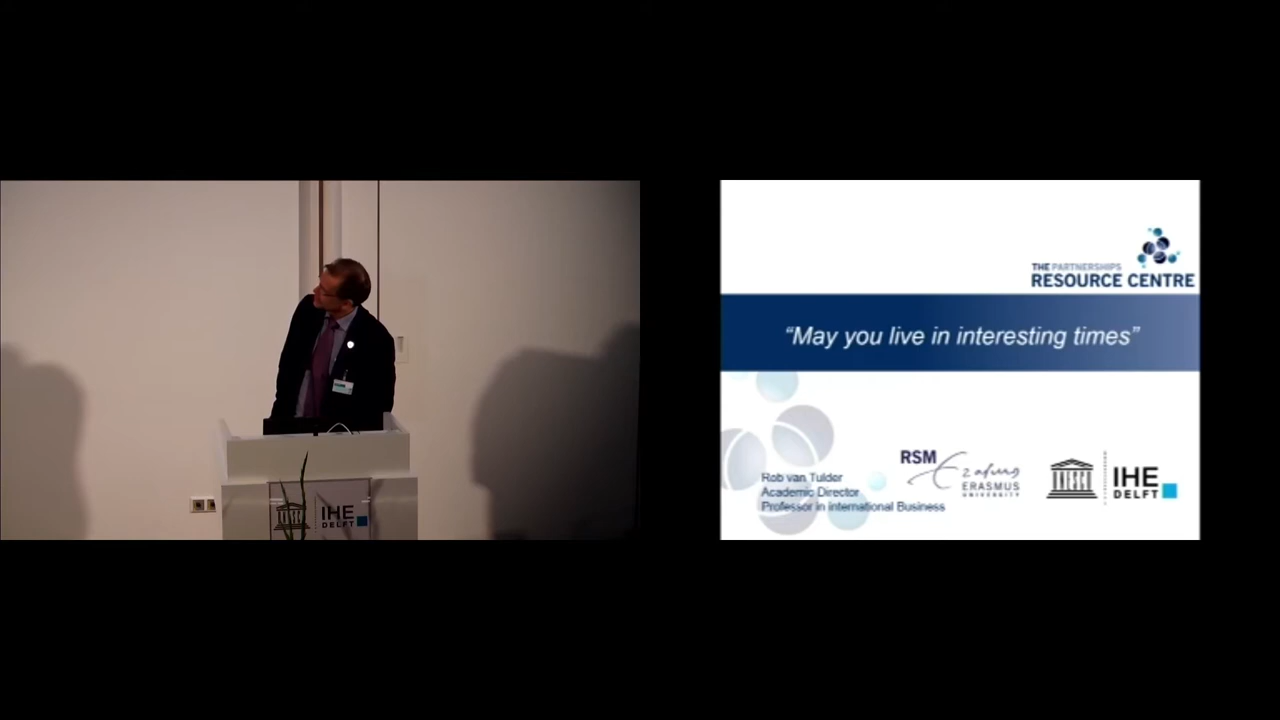 IHE
DELFT
THE PARTNERSHIPS
RESOURCE CENTRE
“May you live in interesting times”
Rob van Tulder
Academic Director
Professor in international Business
RSM
Erasmus
ERASMUS
UNIVERSITY
IHE
DELFT